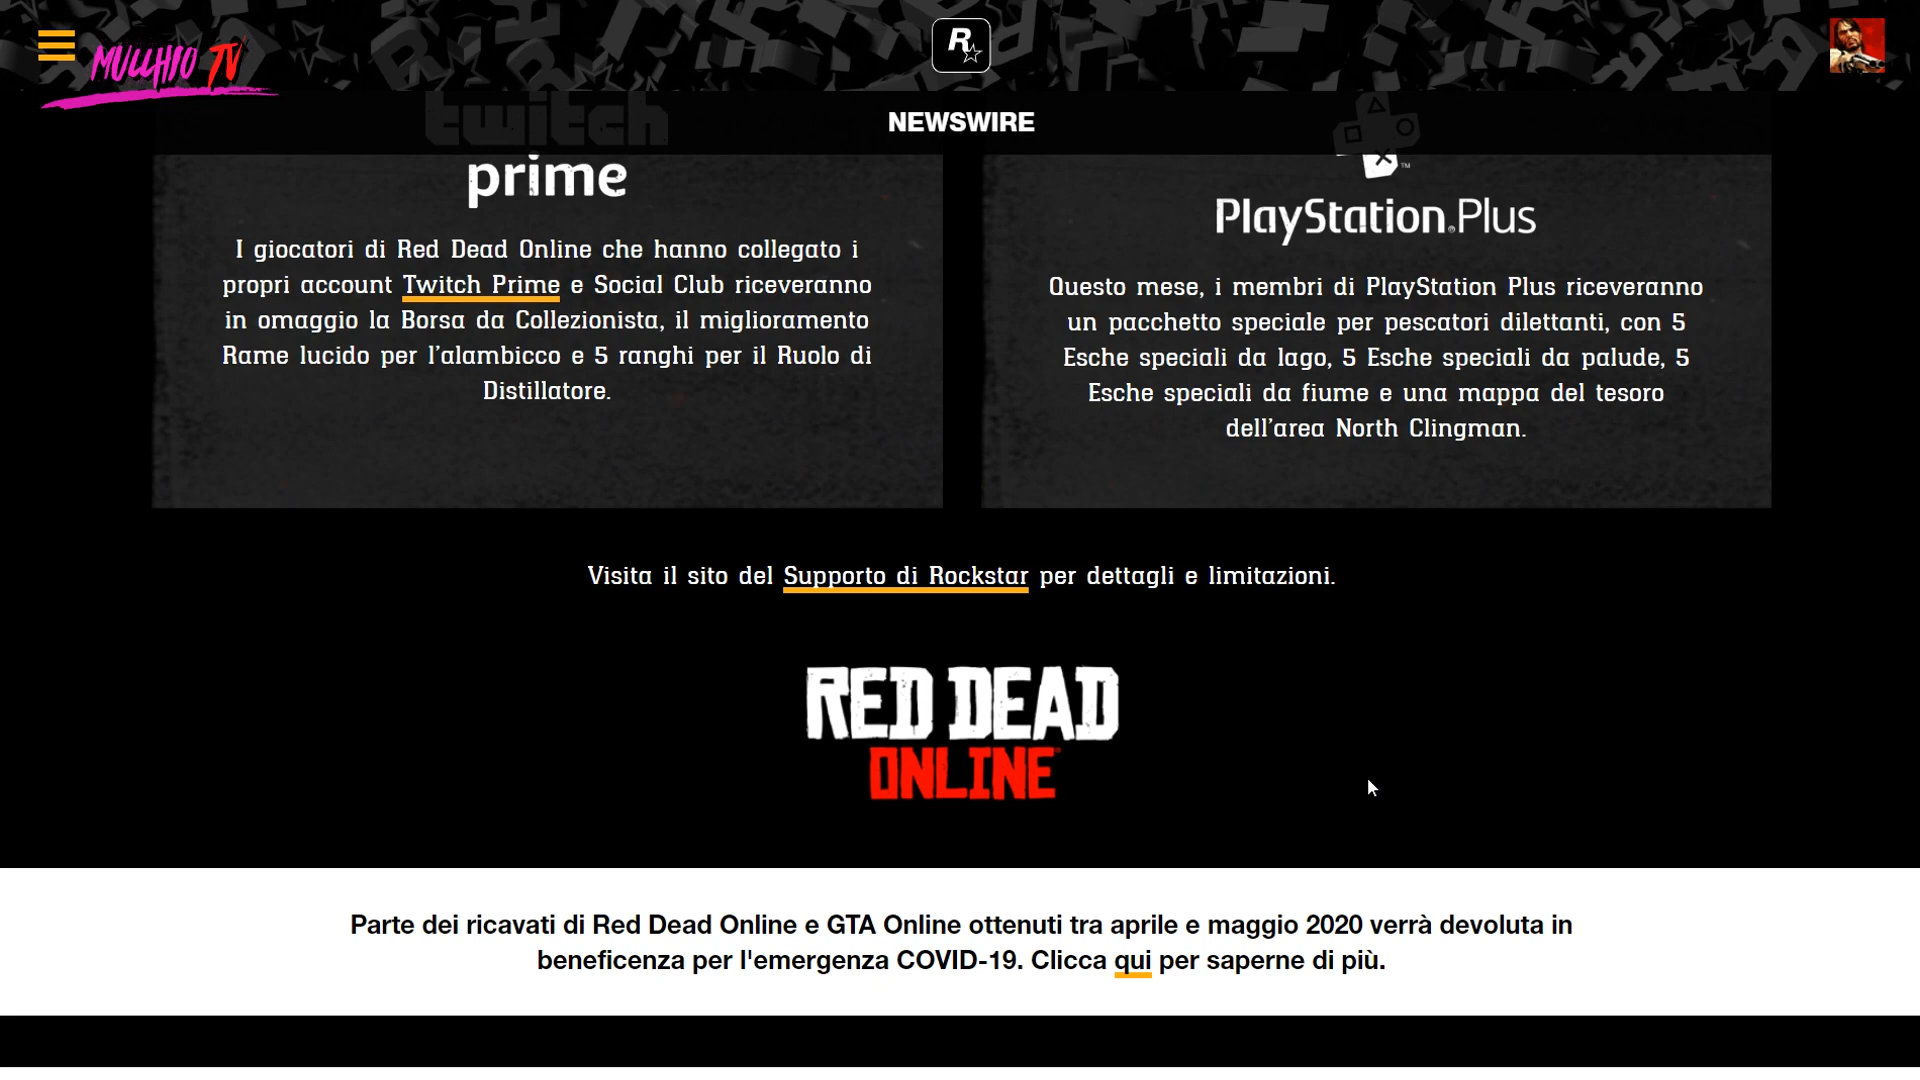 MUCCHIO TV
R
NEWSWIRE
twitch
prime
I giocatori di Red Dead Online che hanno collegato i
propri account Twitch Prime e Social Club riceveranno
in omaggio la Borsa da Collezionista, il miglioramento
Rame lucido per l'alambicco e 5 ranghi per il Ruolo di
Distillatore.
™
PlayStation.Plus
Questo mese, i membri di PlayStation Plus riceveranno
un pacchetto speciale per pescatori dilettanti, con 5
Esche speciali da lago, 5 Esche speciali da palude, 5
Esche speciali da fiume e una mappa del tesoro
dell'area North Clingman.
Visita il sito del Supporto di Rockstar per dettagli e limitazioni.
RED DEAD
ONLINE
Parte dei ricavati di Red Dead Online e GTA Online ottenuti tra aprile e maggio 2020 verrà devoluta in
beneficenza per l'emergenza COVID-19. Clicca qui per saperne di più.